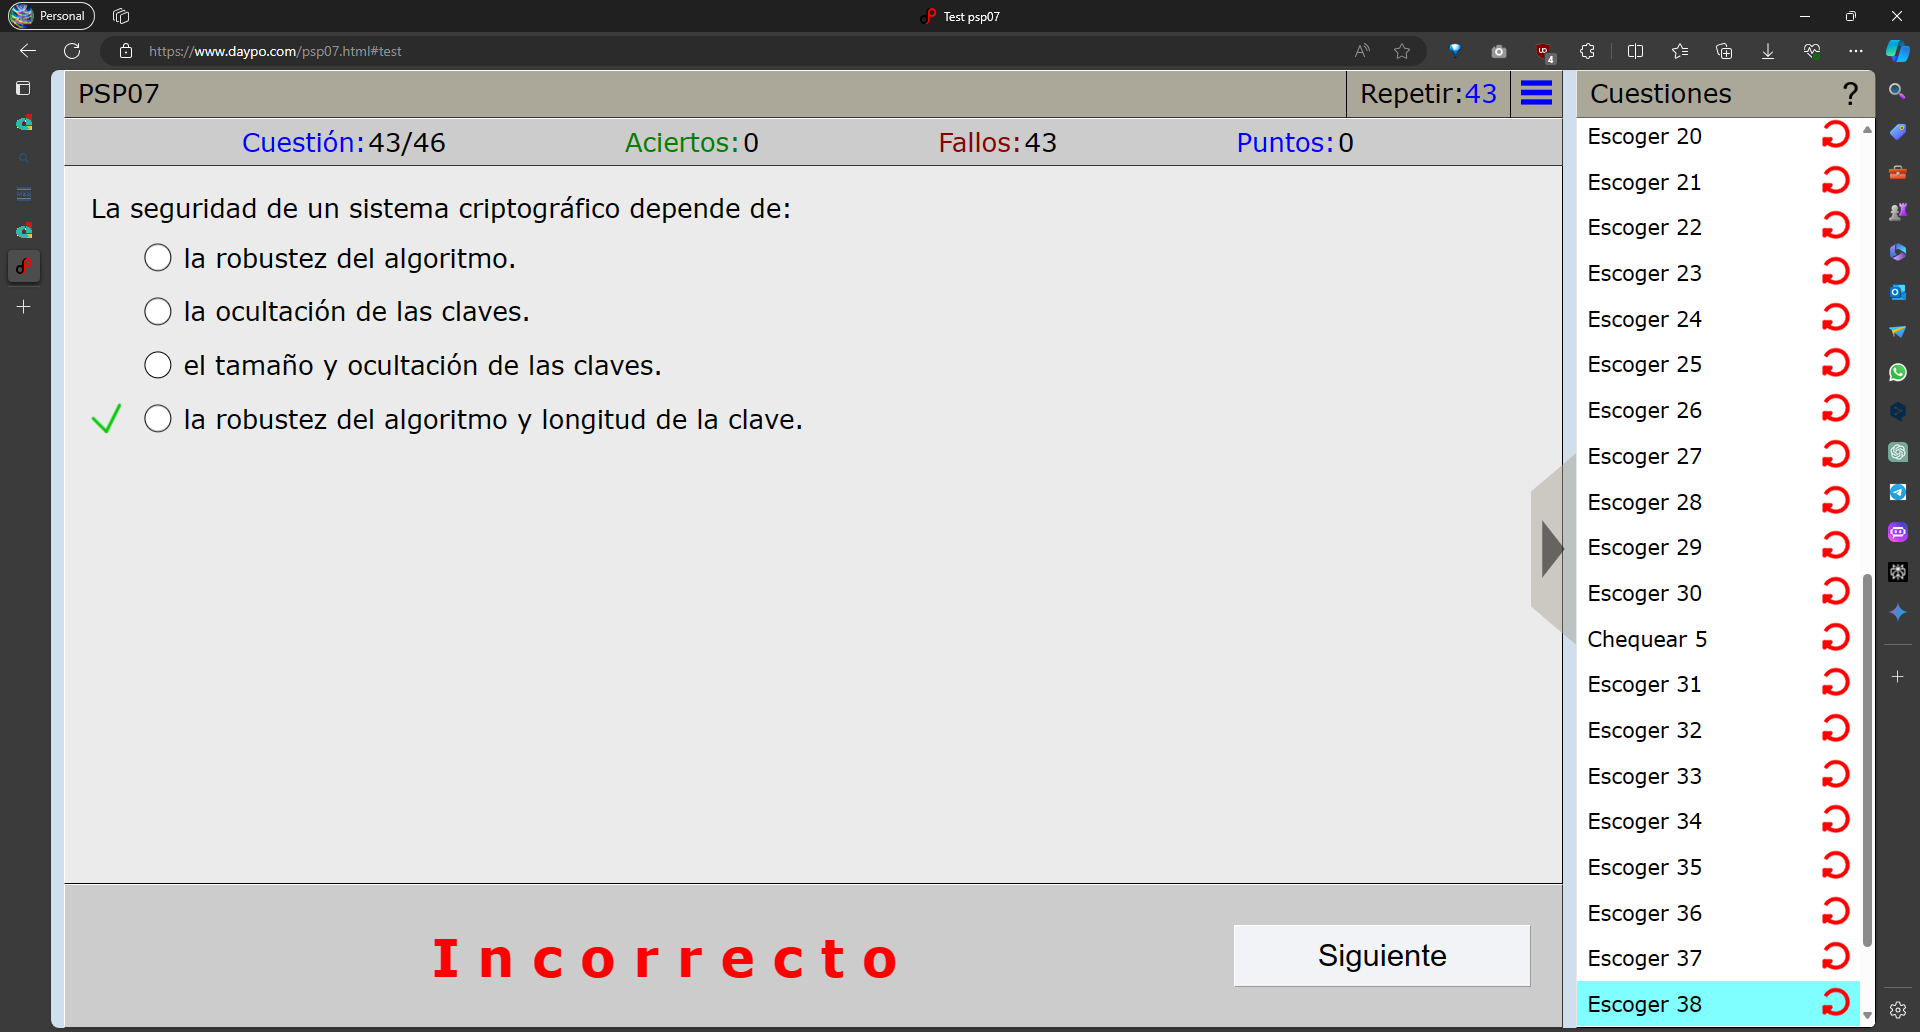 Personal
Test psp07
https://www.daypo.com/psp07.html#test
4
PSP07
Repetir:43
Cuestiones
?
Cuestión:43/46
Aciertos:0
Fallos:43
Puntos:0
La seguridad de un sistema criptográfico depende de:
la robustez del algoritmo.
la ocultación de las claves.
el tamaño y ocultación de las claves.
la robustez del algoritmo y longitud de la clave.
Incorrecto
Siguiente
Escoger 20
Escoger 21
Escoger 22
Escoger 23
Escoger 24
Escoger 25
Escoger 26
Escoger 27
Escoger 28
Escoger 29
Escoger 30
Chequear 5
Escoger 31
Escoger 32
Escoger 33
Escoger 34
Escoger 35
Escoger 36
Escoger 37
Escoger 38